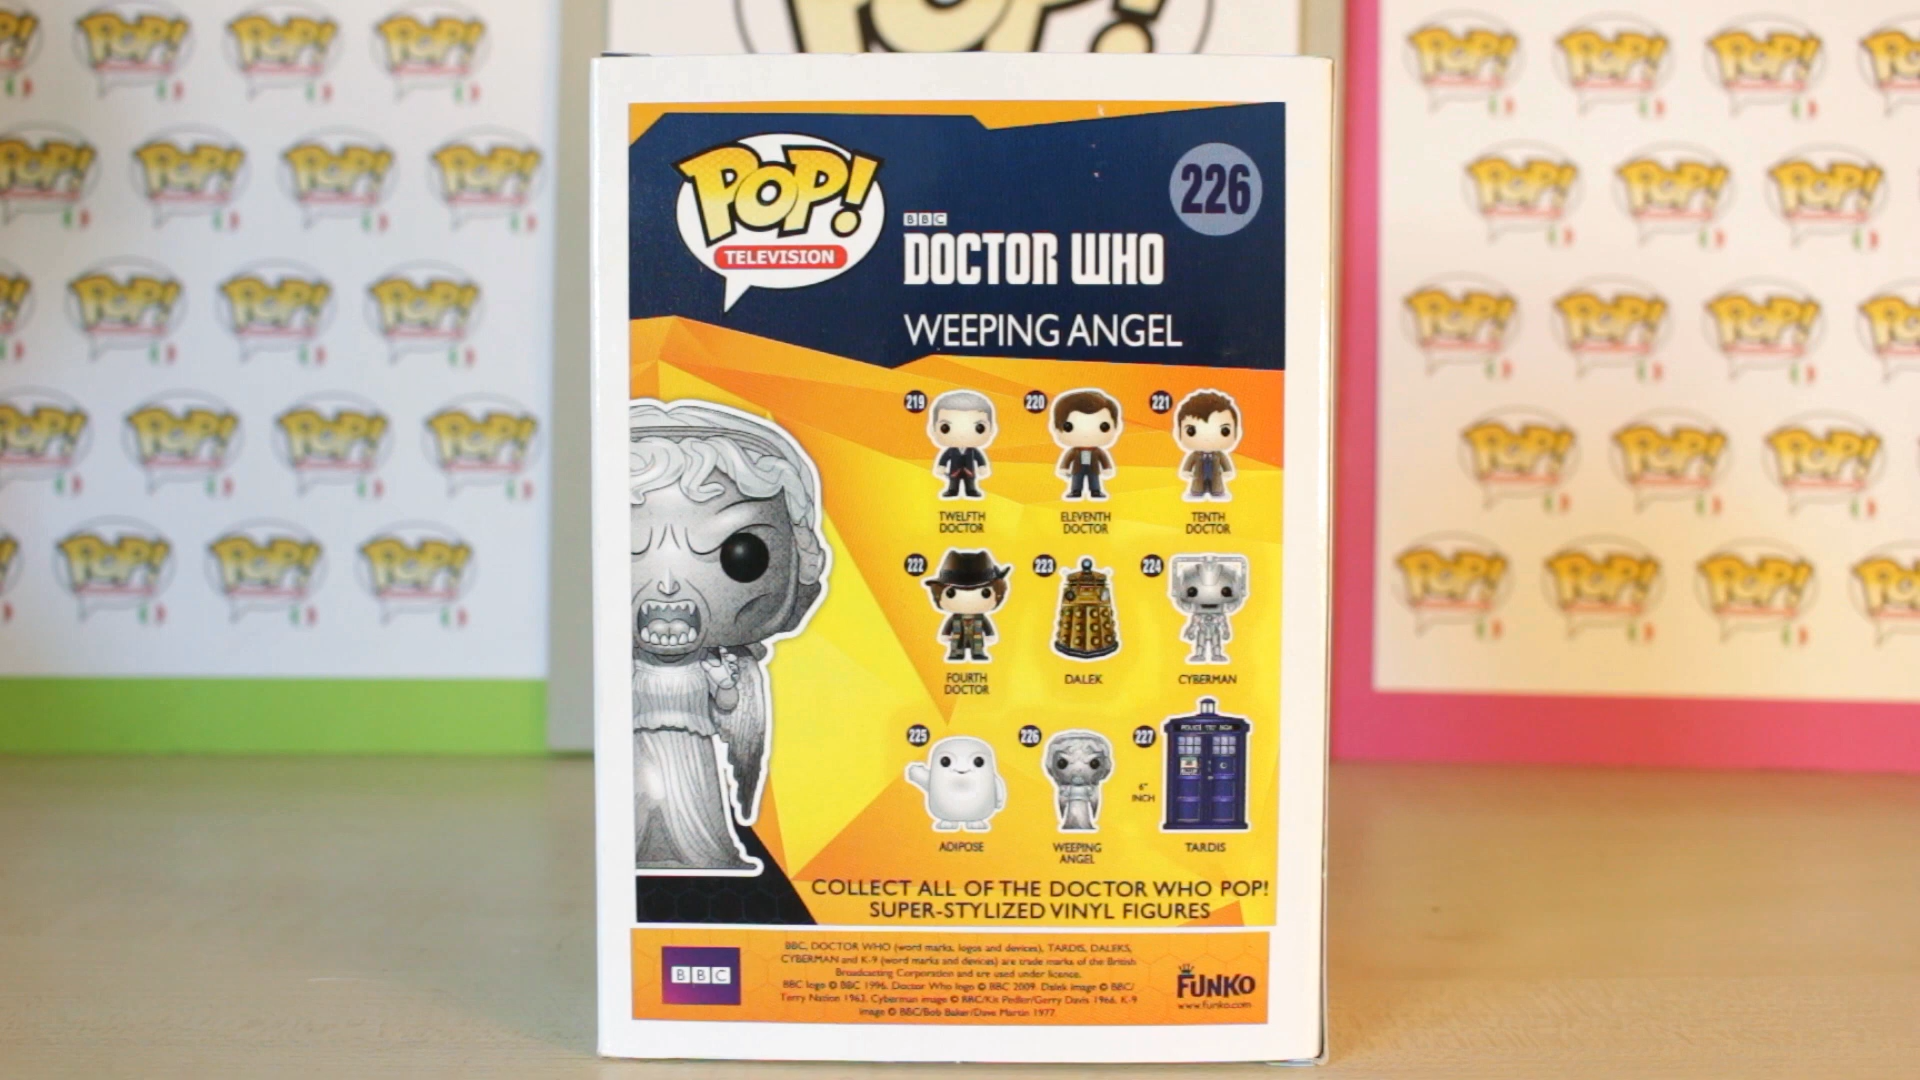 POP!
POP!
TELEVISION
BBC
DOCTOR WHO
WEEPING ANGEL
226
219
TWELFTH
DOCTOR
220
ELEVENTH
DOCTOR
221
TENTH
DOCTOR
222
FOURTH
DOCTOR
223
DALEK
224
CYBERMAN
225
ADIPOSE
226
WEEPING
ANGEL
227
6"
INCH
TARDIS
COLLECT ALL OF THE DOCTOR WHO POP!
SUPER-STYLIZED VINYL FIGURES
BBC
BBC, DOCTOR WHO (word marks, logos and devices), TARDIS, DALEKS,
CYBERMAN and K-9 (word marks and devices) are trade marks of the British
Broadcasting Corporation and are used under licence.
BBC logo © BBC 1996. Doctor Who logo © BBC 2009. Dalek image © BBC/
Terry Nation 1963. Cyberman image © BBC/Kit Pedler/Gerry Davis 1966. K-9
image © BBC/Bob Baker/Dave Martin 1977
FUNKO
www.funko.com